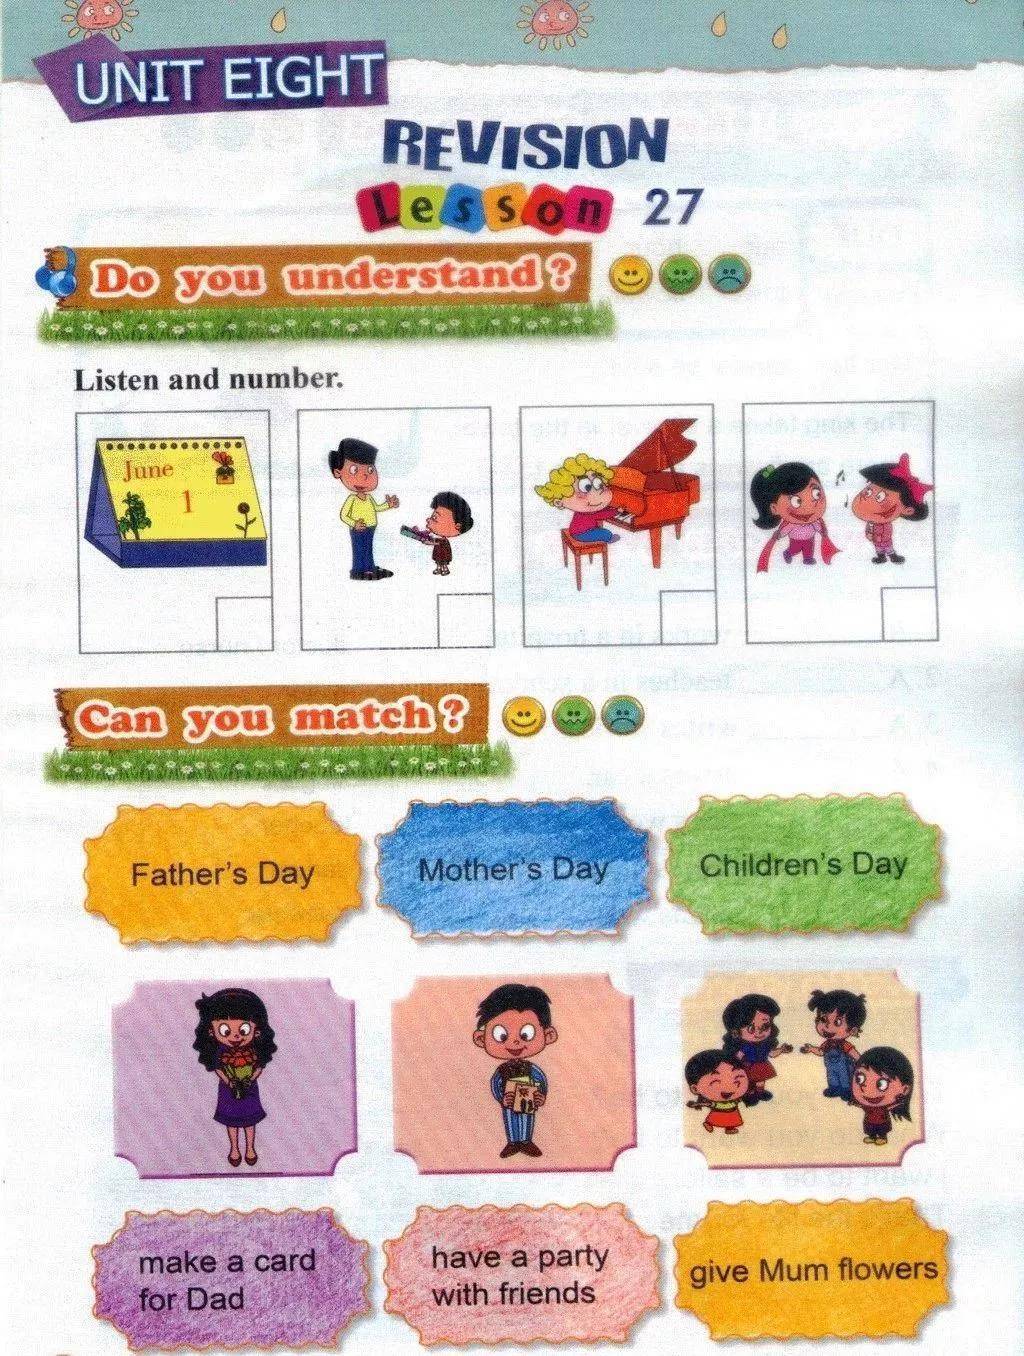 UNIT EIGHT
REVISION
Lesson 27
Do you understand?
Listen and number.
June
1
Can you match?
Father's Day
Mother's Day
Children's Day
make a card
for Dad
have a party
with friends
give Mum flowers